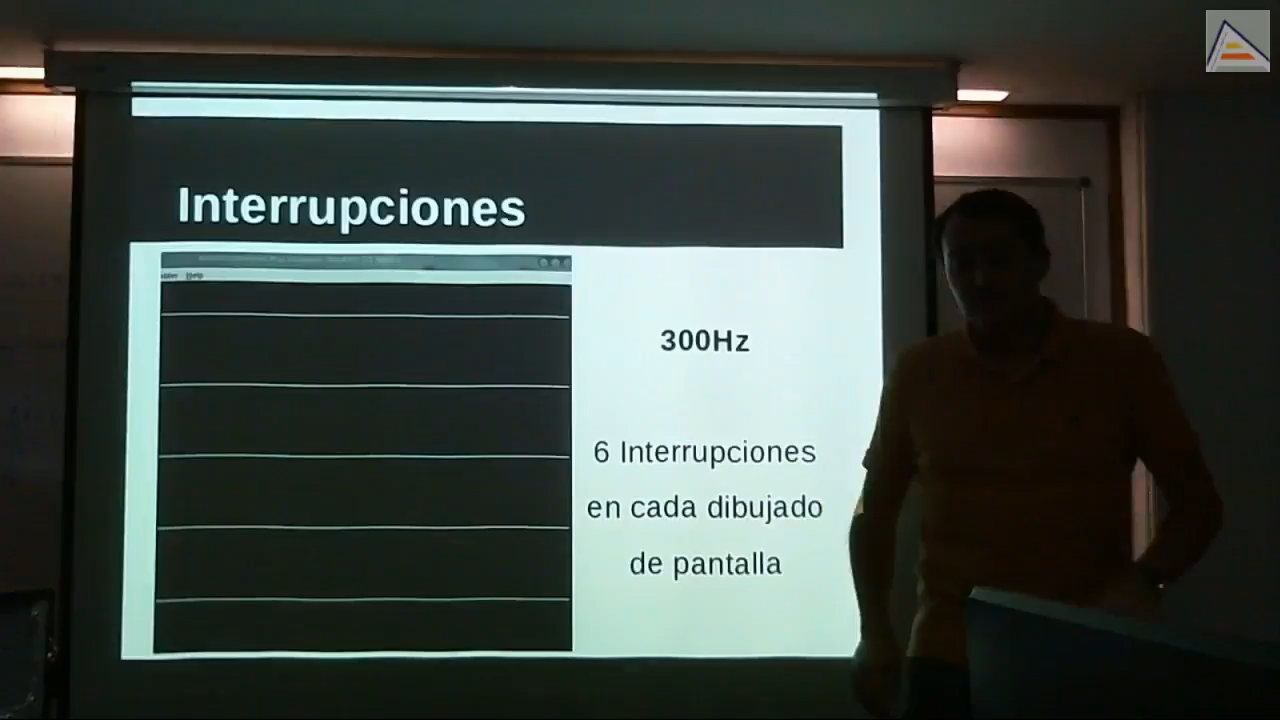 Interrupciones
Help
300Hz
6 Interrupciones
en cada dibujado
de pantalla